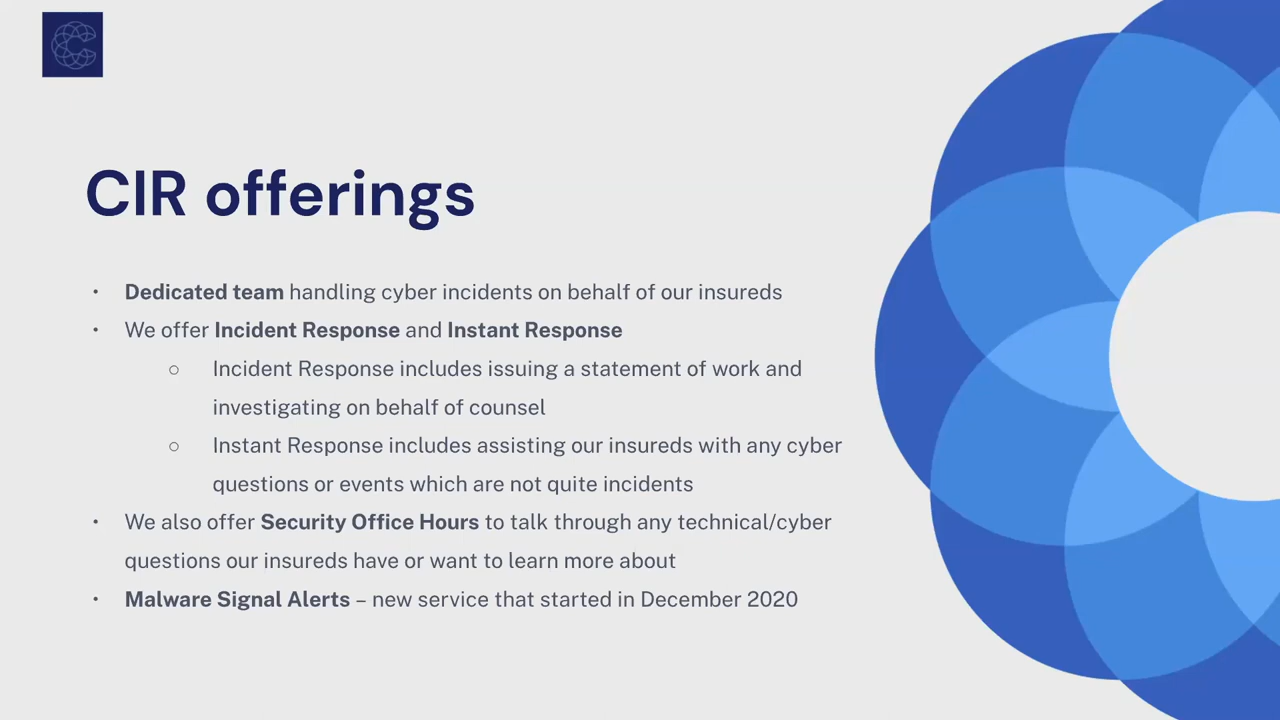 CIR offerings
• Dedicated team handling cyber incidents on behalf of our insureds
• We offer Incident Response and Instant Response
○ Incident Response includes issuing a statement of work and
investigating on behalf of counsel
○ Instant Response includes assisting our insureds with any cyber
questions or events which are not quite incidents
• We also offer Security Office Hours to talk through any technical/cyber
questions our insureds have or want to learn more about
• Malware Signal Alerts – new service that started in December 2020